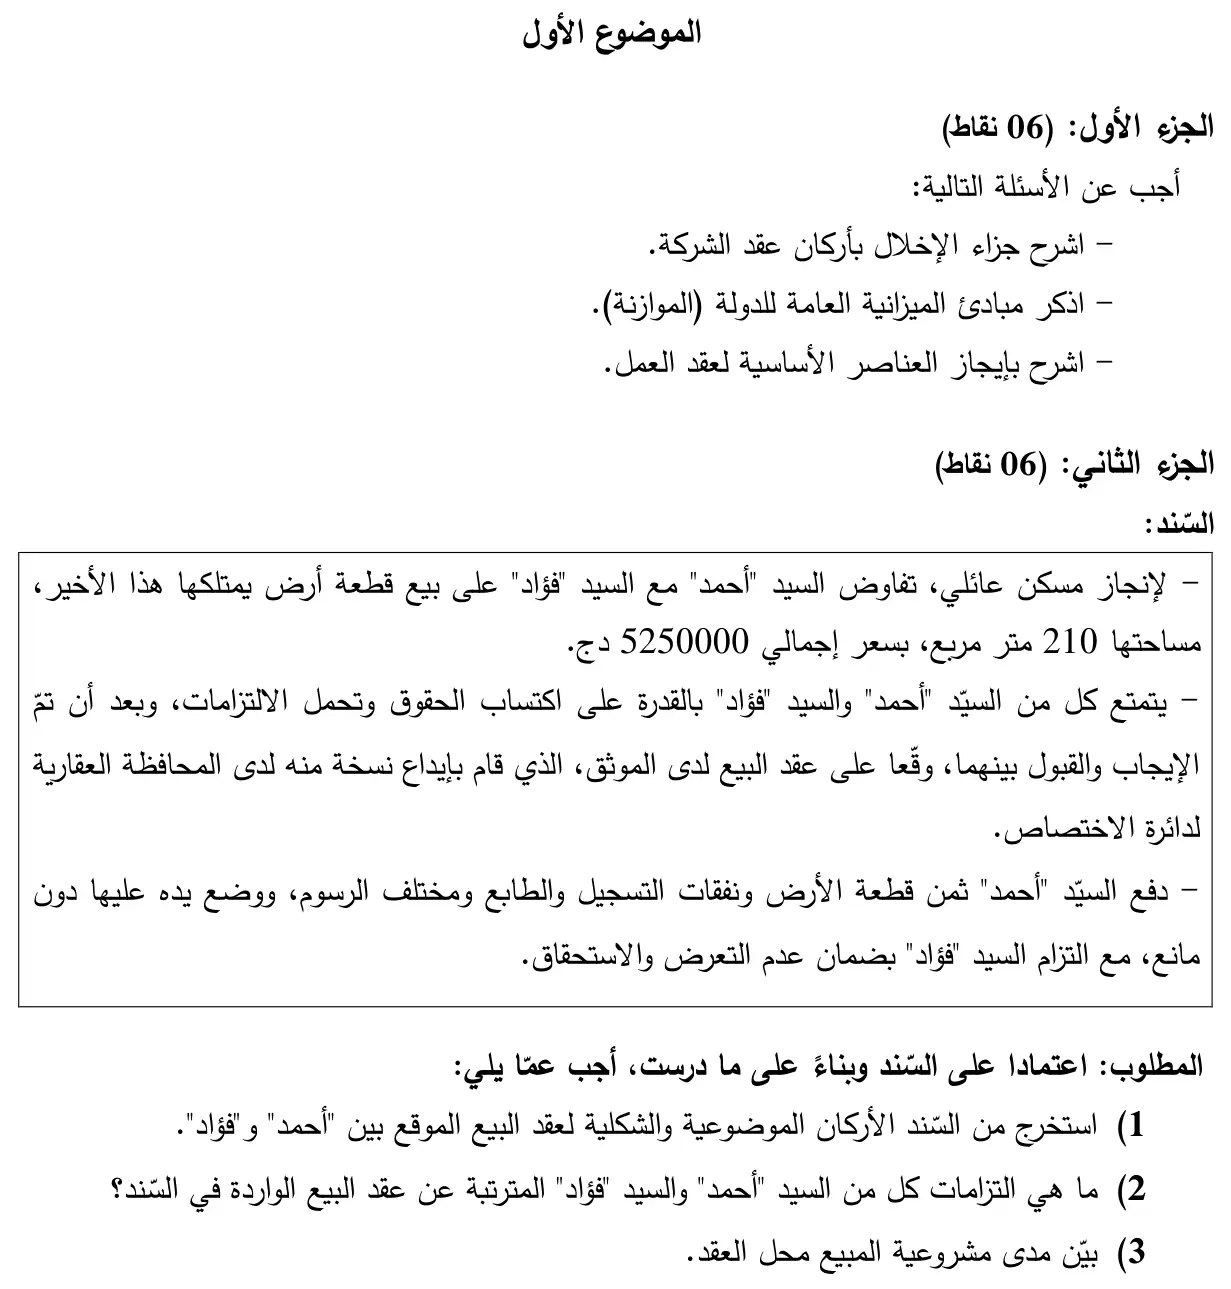 الموضوع الأول
الجزء الأول: (06 نقاط)
أجب عن الأسئلة التالية:
– اشرح جزاء الإخلال بأركان عقد الشركة.
– اذكر مبادئ الميزانية العامة للدولة (الموازنة).
– اشرح بإيجاز العناصر الأساسية لعقد العمل.
الجزء الثاني: (06 نقاط)
السّند:
– لإنجاز مسكن عائلي، تفاوض السيد "أحمد" مع السيد "فؤاد" على بيع قطعة أرض يمتلكها هذا الأخير،
مساحتها 210 متر مربع، بسعر إجمالي 5250000 دج.
– يتمتع كل من السيّد "أحمد" والسيد "فؤاد" بالقدرة على اكتساب الحقوق وتحمل الالتزامات، وبعد أن تمّ
الإيجاب والقبول بينهما، وقّعا على عقد البيع لدى الموثق، الذي قام بإيداع نسخة منه لدى المحافظة العقارية
لدائرة الاختصاص.
– دفع السيّد "أحمد" ثمن قطعة الأرض ونفقات التسجيل والطابع ومختلف الرسوم، ووضع يده عليها دون
مانع، مع التزام السيد "فؤاد" بضمان عدم التعرض والاستحقاق.
المطلوب: اعتمادا على السّند وبناءً على ما درست، أجب عمّا يلي:
1) استخرج من السّند الأركان الموضوعية والشكلية لعقد البيع الموقع بين "أحمد" و"فؤاد".
2) ما هي التزامات كل من السيد "أحمد" والسيد "فؤاد" المترتبة عن عقد البيع الواردة في السّند؟
3) بيّن مدى مشروعية المبيع محل العقد.